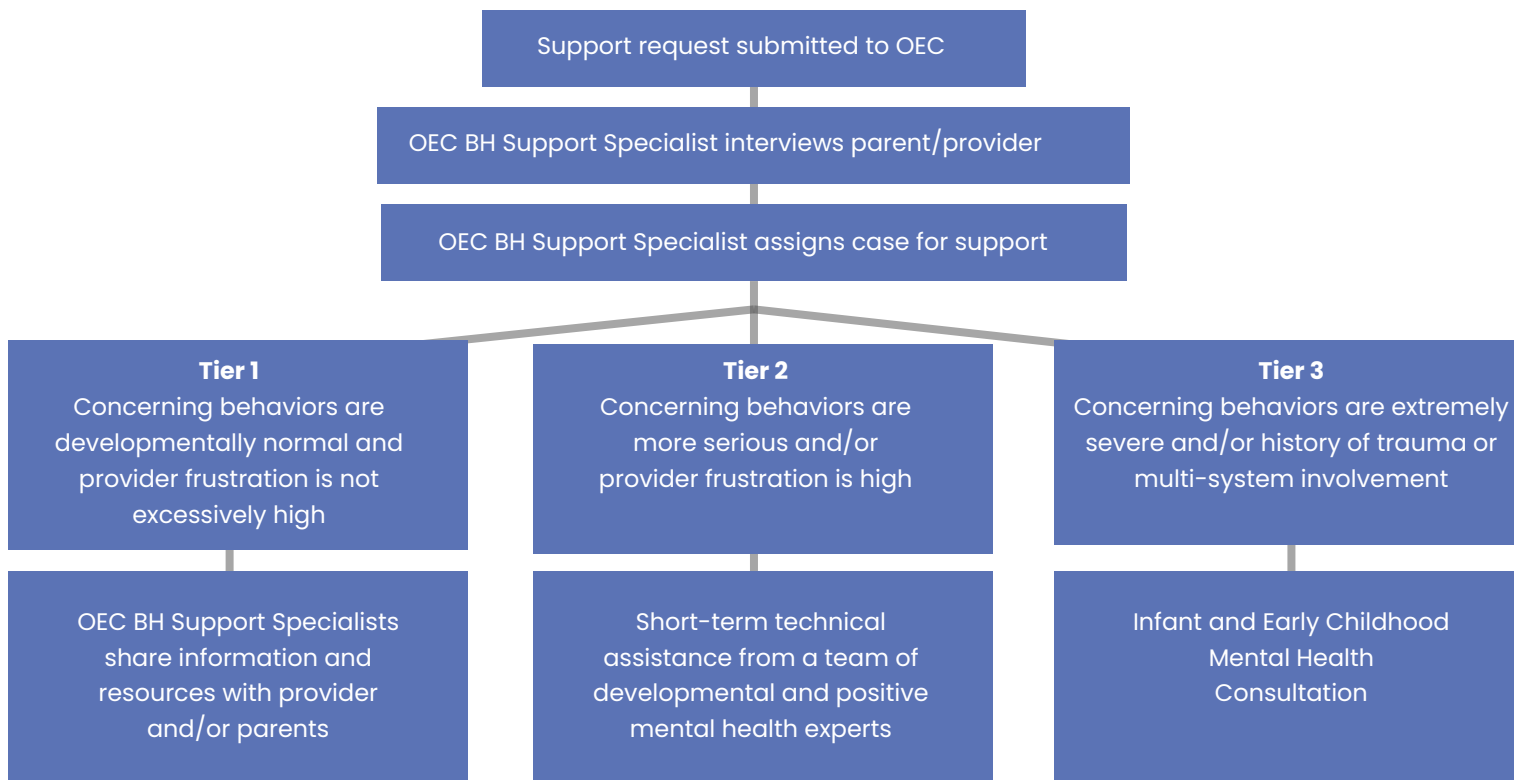 Support request submitted to OEC
OEC BH Support Specialist interviews parent/provider
OEC BH Support Specialist assigns case for support
Tier 1
Concerning behaviors are
developmentally normal and
provider frustration is not
excessively high
Tier 2
Concerning behaviors are
more serious and/or
provider frustration is high
Tier 3
Concerning behaviors are extremely
severe and/or history of trauma or
multi-system involvement
OEC BH Support Specialists
share information and
resources with provider
and/or parents
Short-term technical
assistance from a team of
developmental and positive
mental health experts
Infant and Early Childhood
Mental Health
Consultation